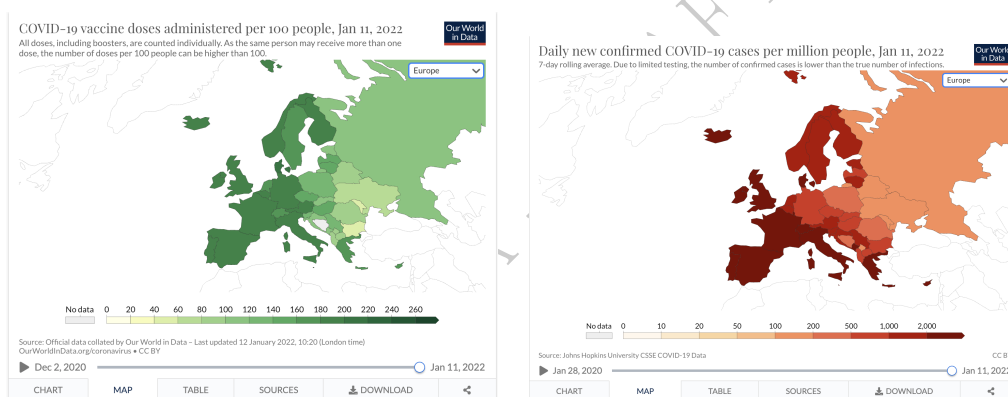 COVID-19 vaccine doses administered per 100 people, Jan 11, 2022
Our World
in Data
All doses, including boosters, are counted individually. As the same person may receive more than one
dose, the number of doses per 100 people can be higher than 100.
Europe
No data 0 20 40 60 80 100 120 140 160 180 200 220 240 260
Source: Official data collated by Our World in Data – Last updated 12 January 2022, 10:20 (London time)
OurWorldInData.org/coronavirus • CC BY
Dec 2, 2020 Jan 11, 2022
CHART MAP TABLE SOURCES DOWNLOAD
Daily new confirmed COVID-19 cases per million people, Jan 11, 2022
Our World
in Data
7-day rolling average. Due to limited testing, the number of confirmed cases is lower than the true number of infections.
Europe
No data 0 10 20 50 100 200 500 1,000 2,000
Source: Johns Hopkins University CSSE COVID-19 Data CC B
Jan 28, 2020 Jan 11, 2022
CHART MAP TABLE SOURCES DOWNLOAD